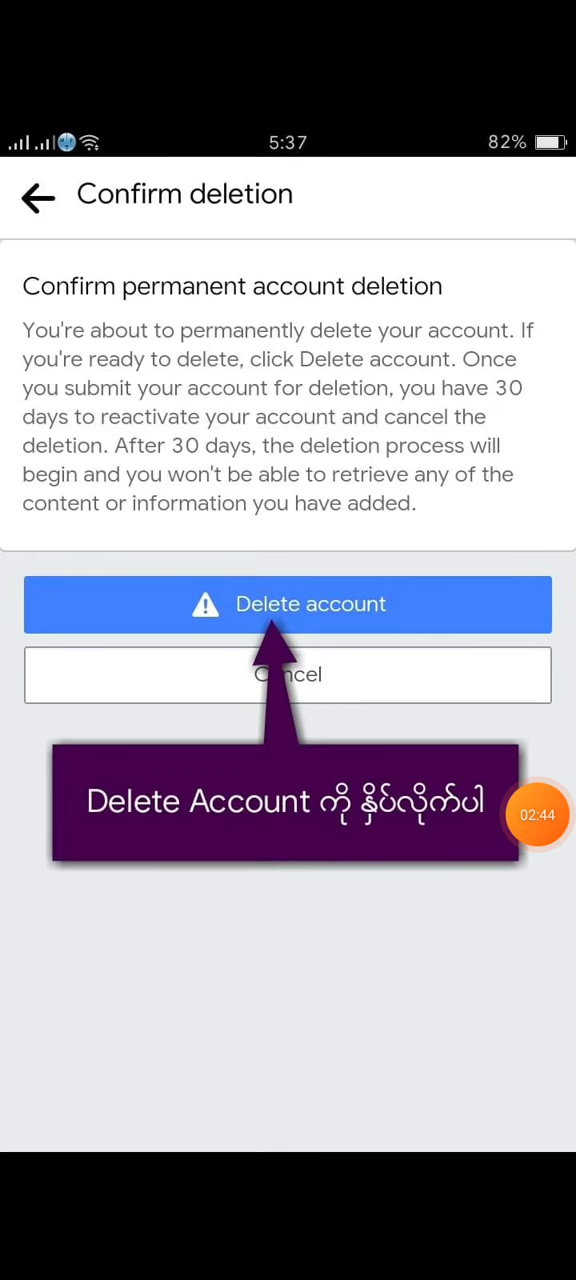 5:37
82%
Confirm deletion
Confirm permanent account deletion
You're about to permanently delete your account. If
you're ready to delete, click Delete account. Once
you submit your account for deletion, you have 30
days to reactivate your account and cancel the
deletion. After 30 days, the deletion process will
begin and you won't be able to retrieve any of the
content or information you have added.
Delete account
Cancel
Delete Account ကို နှိပ်လိုက်ပါ
02:44